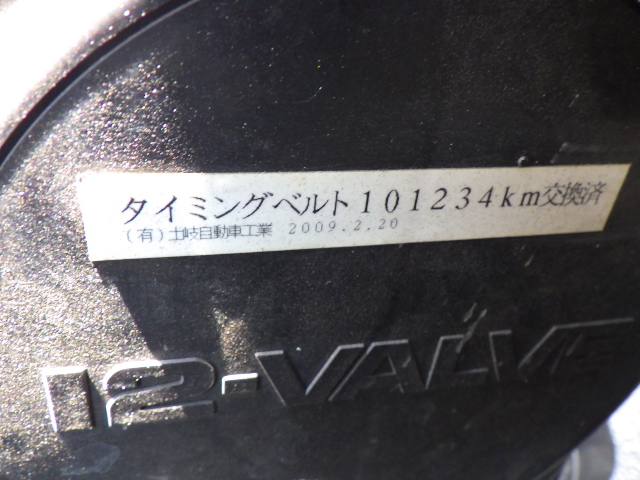 タイミングベルト101234km交換済
(有)土岐自動車工業 2009.2.20
12-VALVE